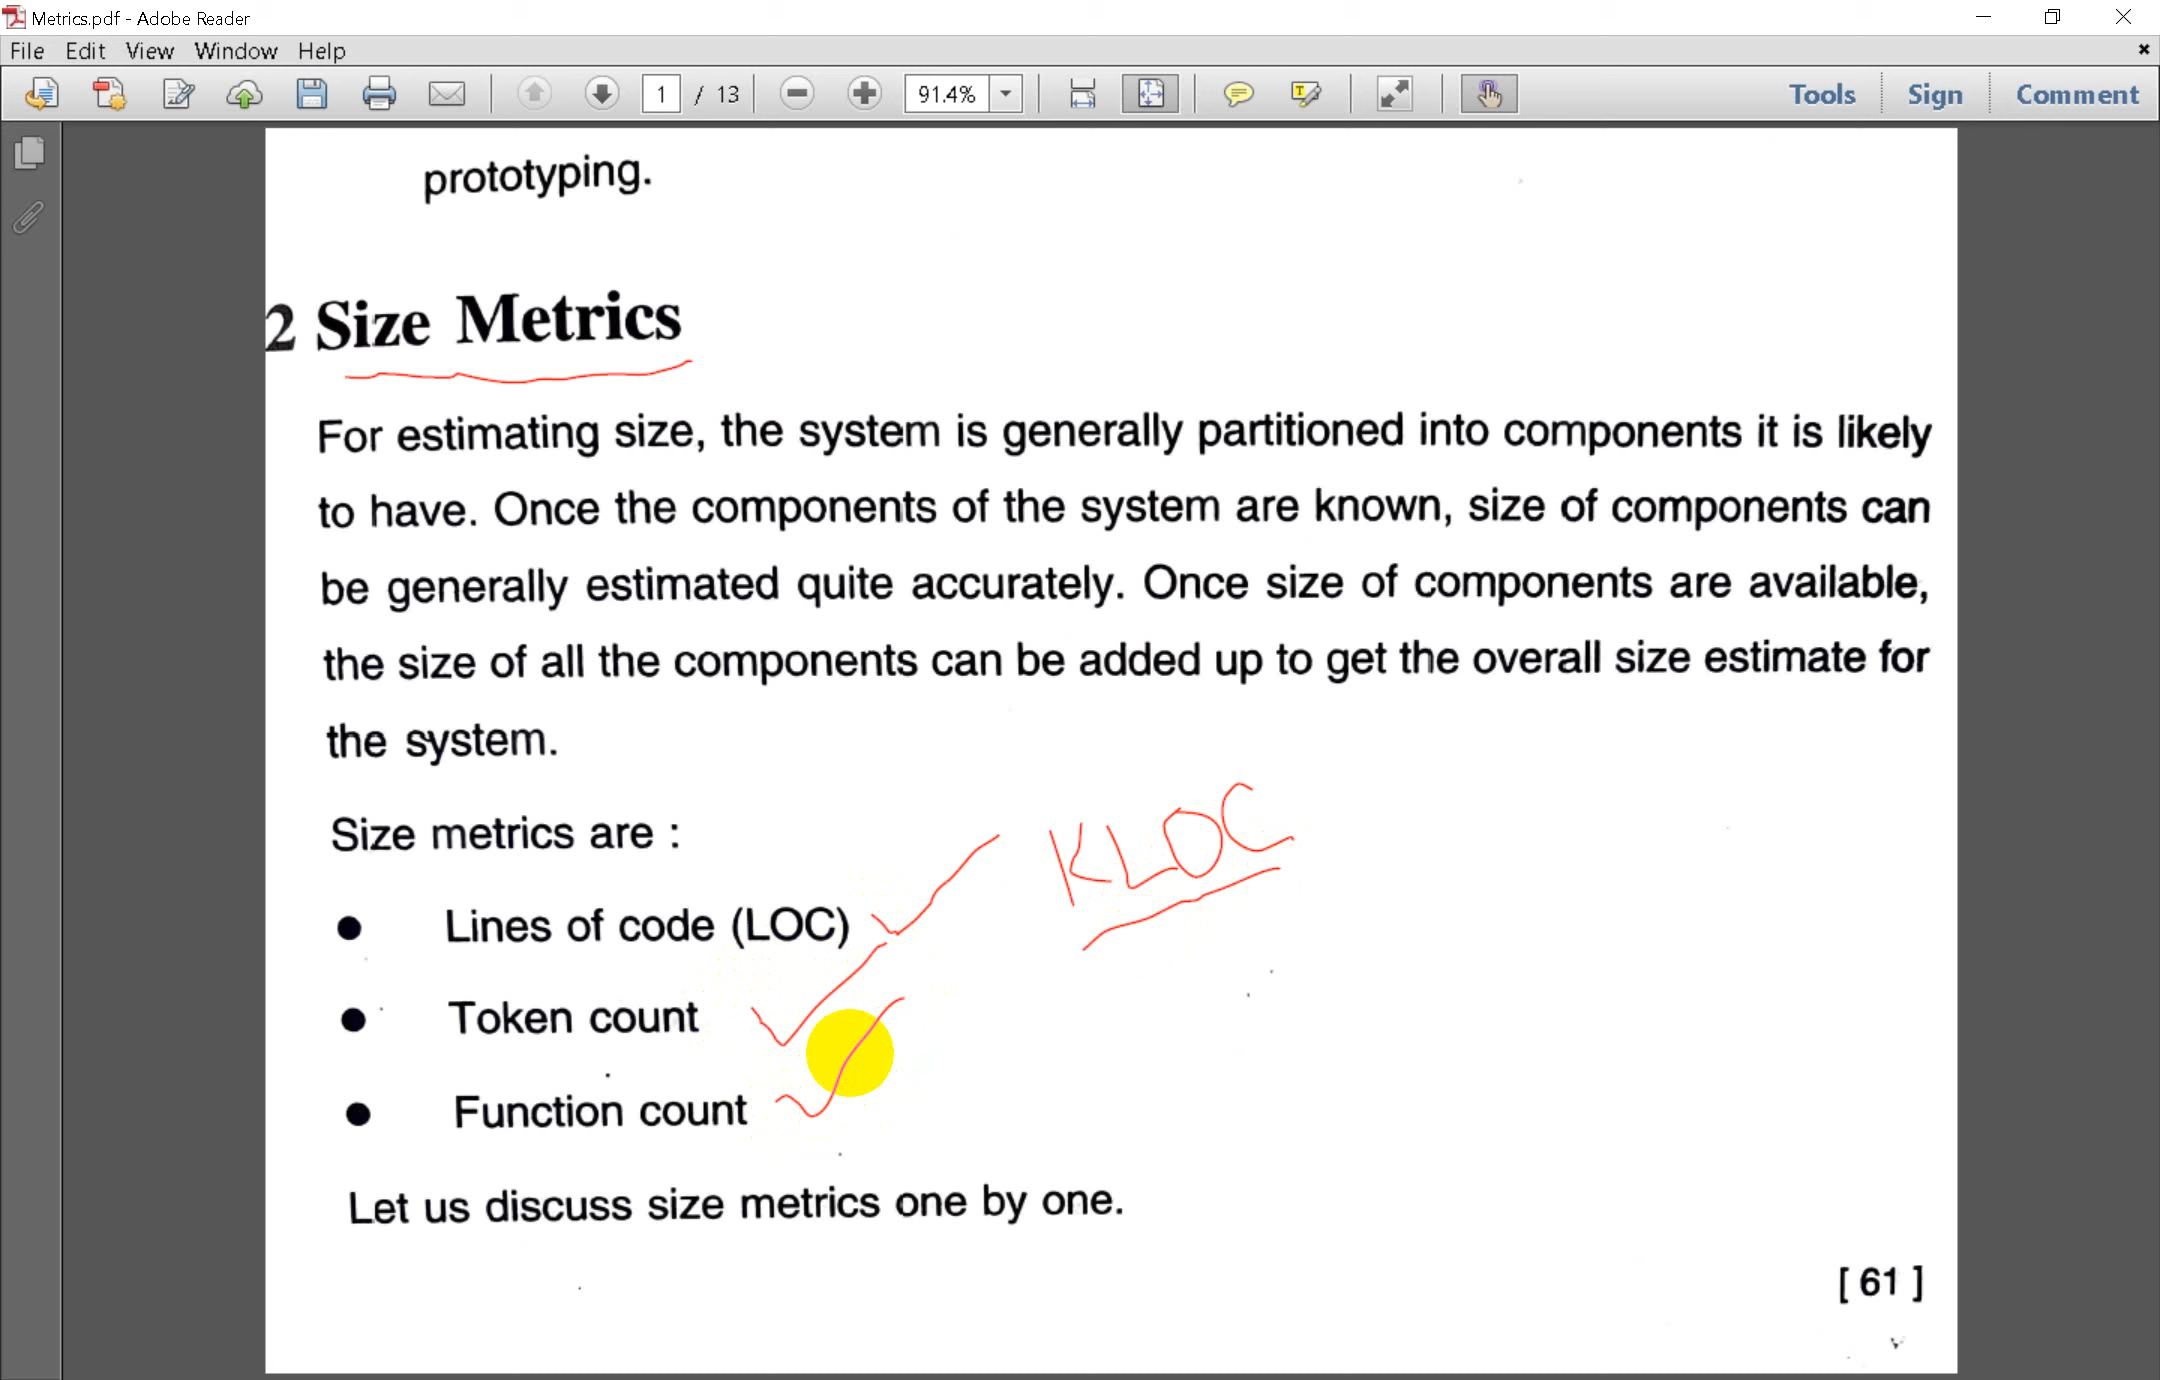 Metrics.pdf - Adobe Reader
File Edit View Window Help
1 / 13 91.4% Tools Sign Comment
prototyping.
2 Size Metrics
For estimating size, the system is generally partitioned into components it is likely
to have. Once the components of the system are known, size of components can
be generally estimated quite accurately. Once size of components are available,
the size of all the components can be added up to get the overall size estimate for
the system.
Size metrics are :
KLOC
● Lines of code (LOC)
● Token count
● Function count
Let us discuss size metrics one by one.
[ 61 ]